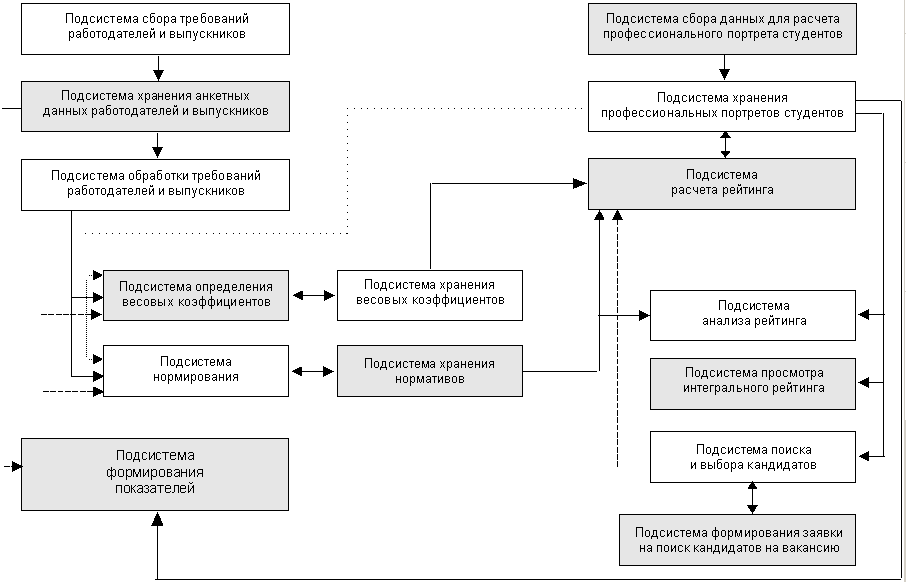 Подсистема сбора требований
работодателей и выпускников
Подсистема хранения анкетных
данных работодателей и выпускников
Подсистема обработки требований
работодателей и выпускников
Подсистема сбора данных для расчета
профессионального портрета студентов
Подсистема хранения
профессиональных портретов студентов
Подсистема
расчета рейтинга
Подсистема определения
весовых коэффициентов
Подсистема хранения
весовых коэффициентов
Подсистема
нормирования
Подсистема хранения
нормативов
Подсистема
анализа рейтинга
Подсистема просмотра
интегрального рейтинга
Подсистема поиска
и выбора кандидатов
Подсистема формирования заявки
на поиск кандидатов на вакансию
Подсистема
формирования
показателей